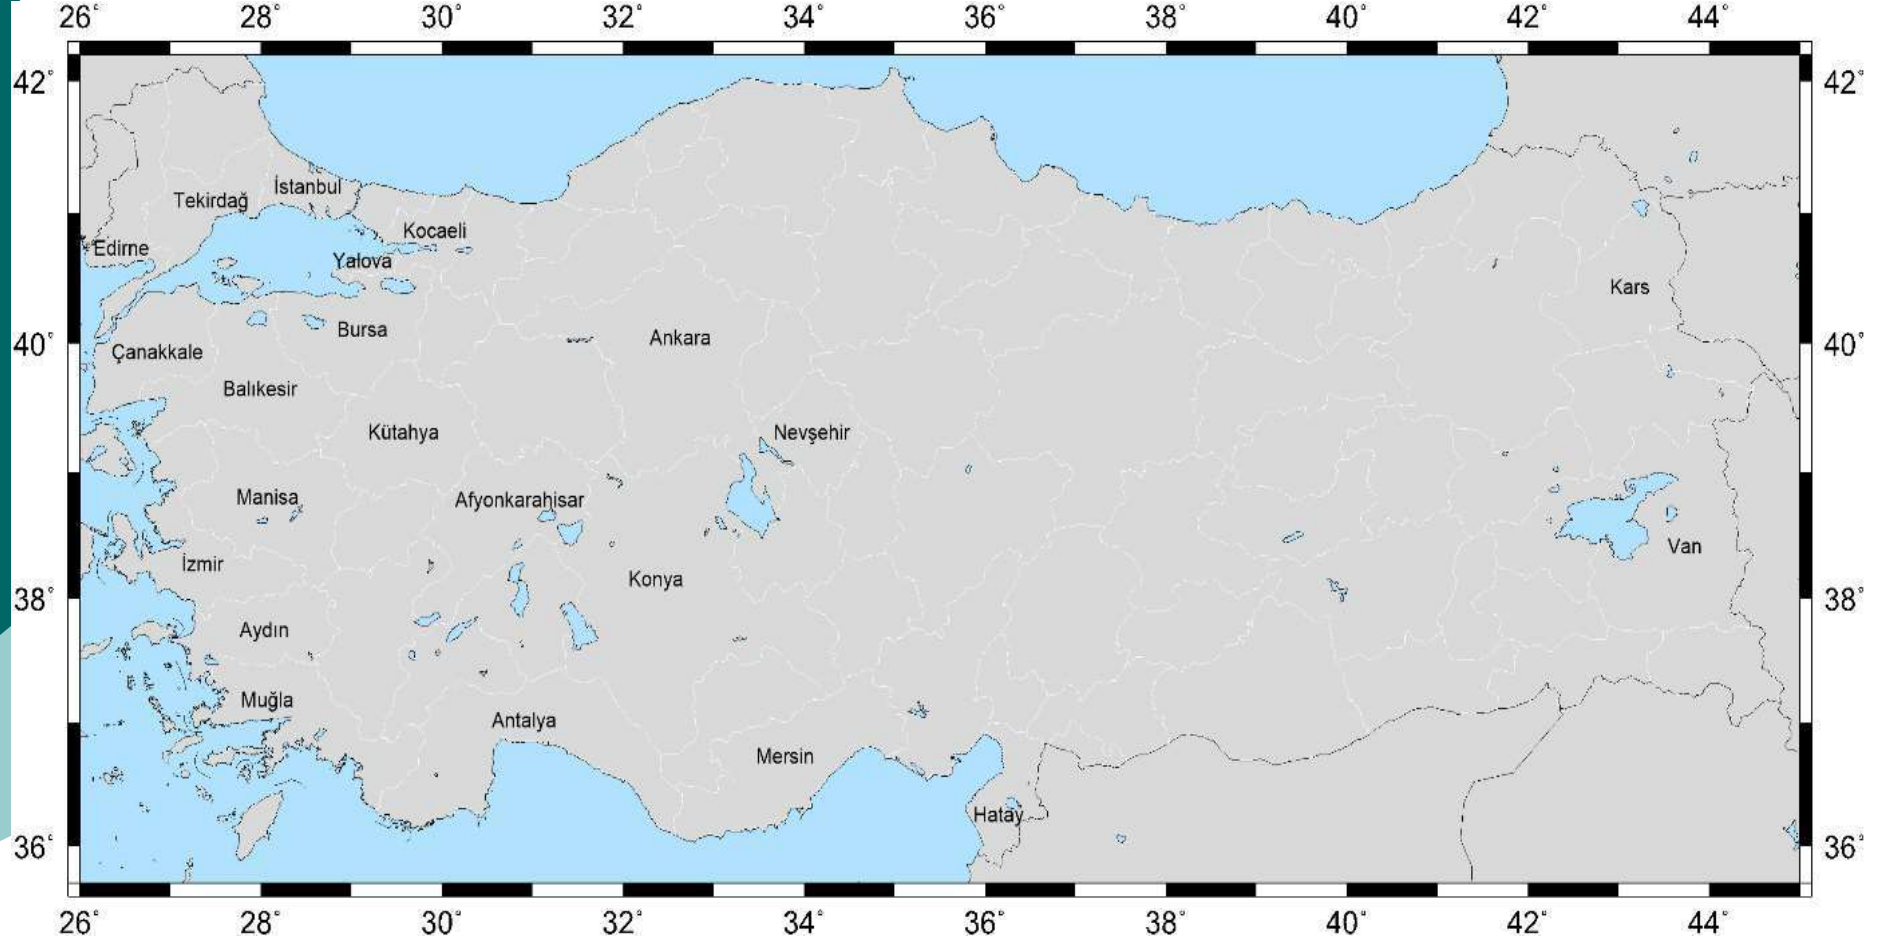 26° 28° 30° 32° 34° 36° 38° 40° 42° 44°
42° 42°
İstanbul
Tekirdağ
Kocaeli
Edirne
Yalova
Kars
Bursa
Ankara
40° 40°
Çanakkale
Balıkesir
Kütahya
Nevşehir
Manisa
Afyonkarahisar
Van
İzmir
Konya
38° 38°
Aydın
Muğla
Antalya
Mersin
Hatay
36° 36°
26° 28° 30° 32° 34° 36° 38° 40° 42° 44°